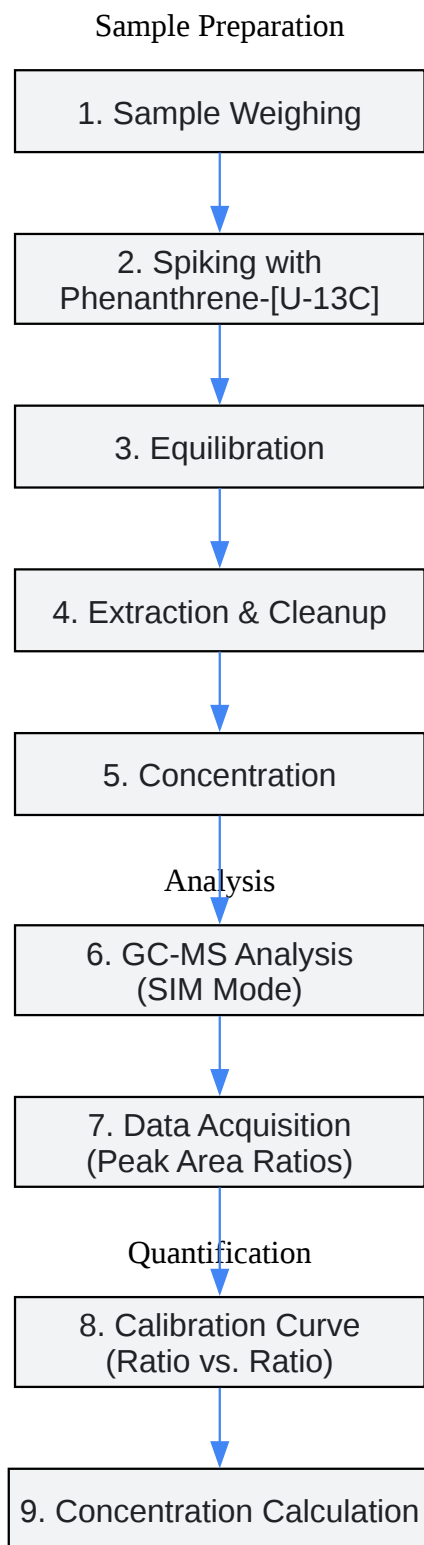 Sample Preparation
1. Sample Weighing
2. Spiking with
Phenanthrene-[U-13C]
3. Equilibration
4. Extraction & Cleanup
5. Concentration
Analysis
6. GC-MS Analysis
(SIM Mode)
7. Data Acquisition
(Peak Area Ratios)
Quantification
8. Calibration Curve
(Ratio vs. Ratio)
9. Concentration Calculation